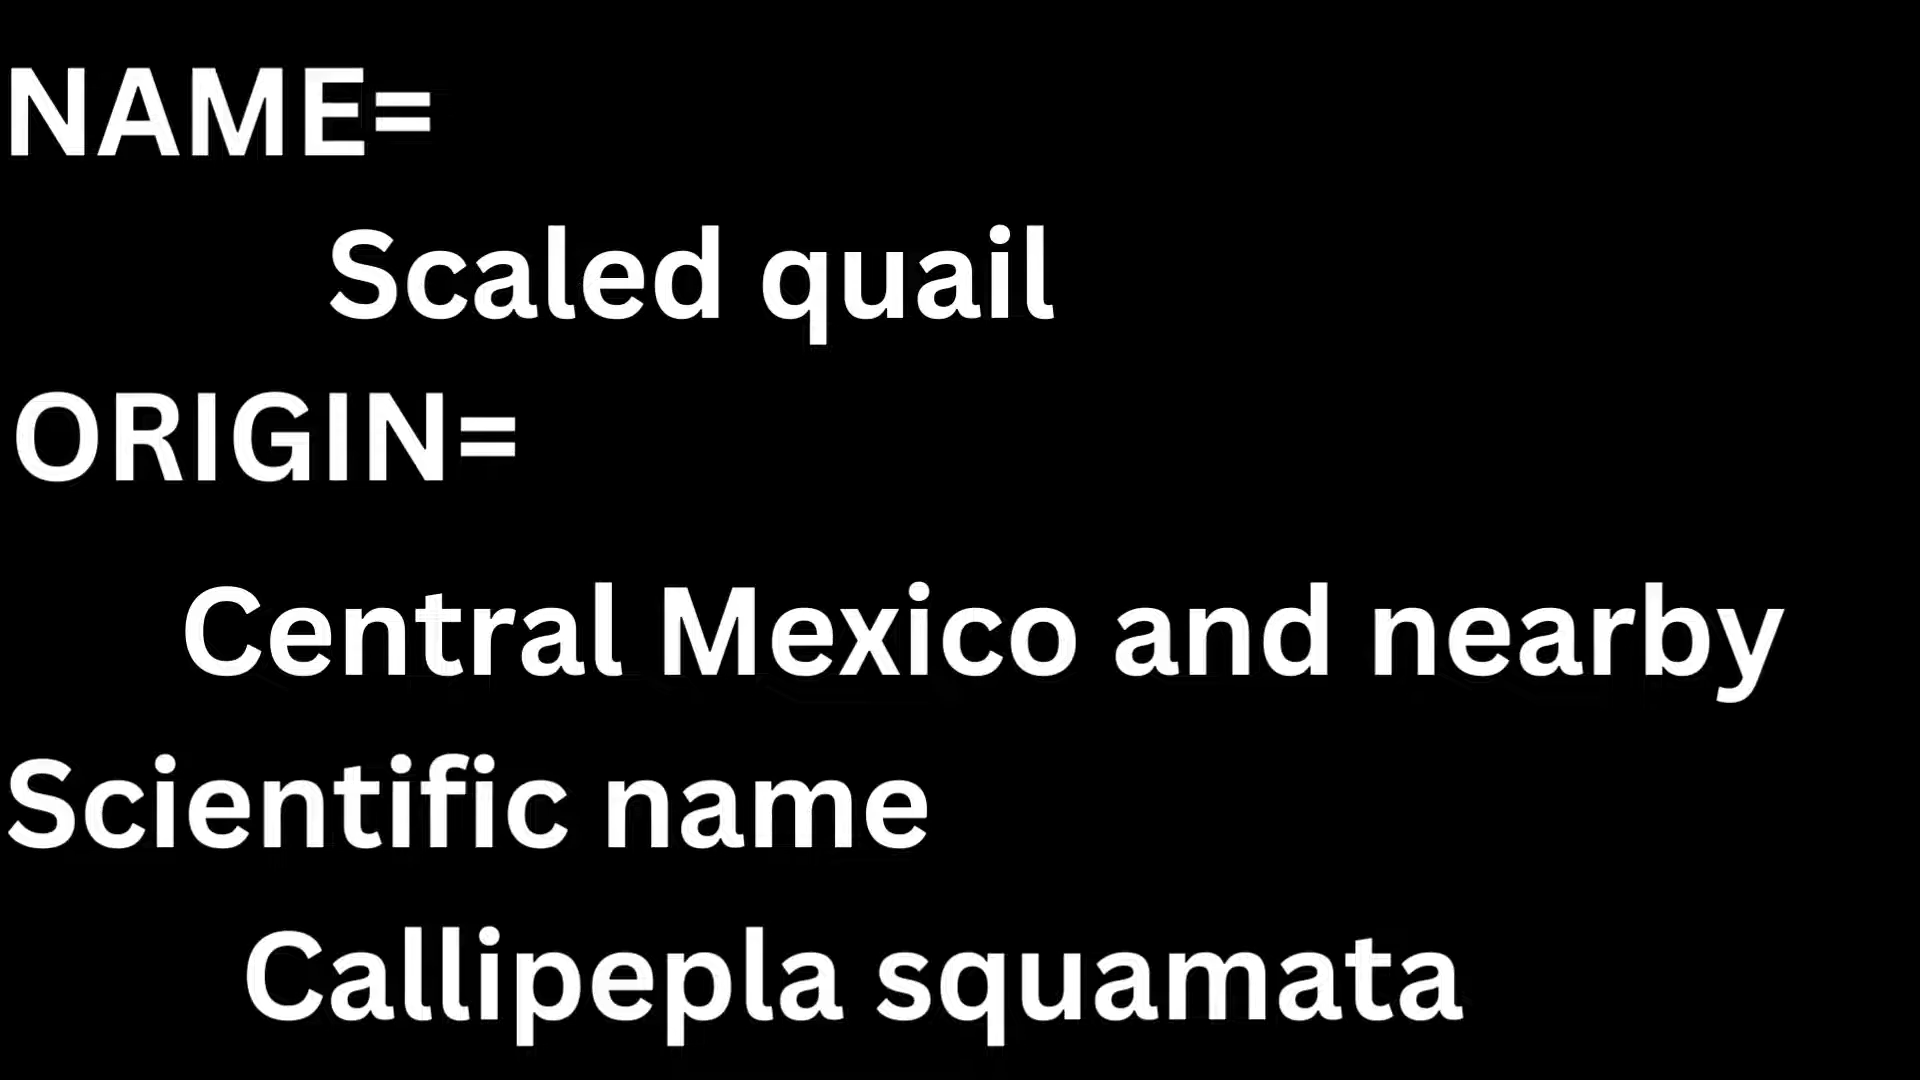 NAME=
Scaled quail
ORIGIN=
Central Mexico and nearby
Scientific name
Callipepla squamata